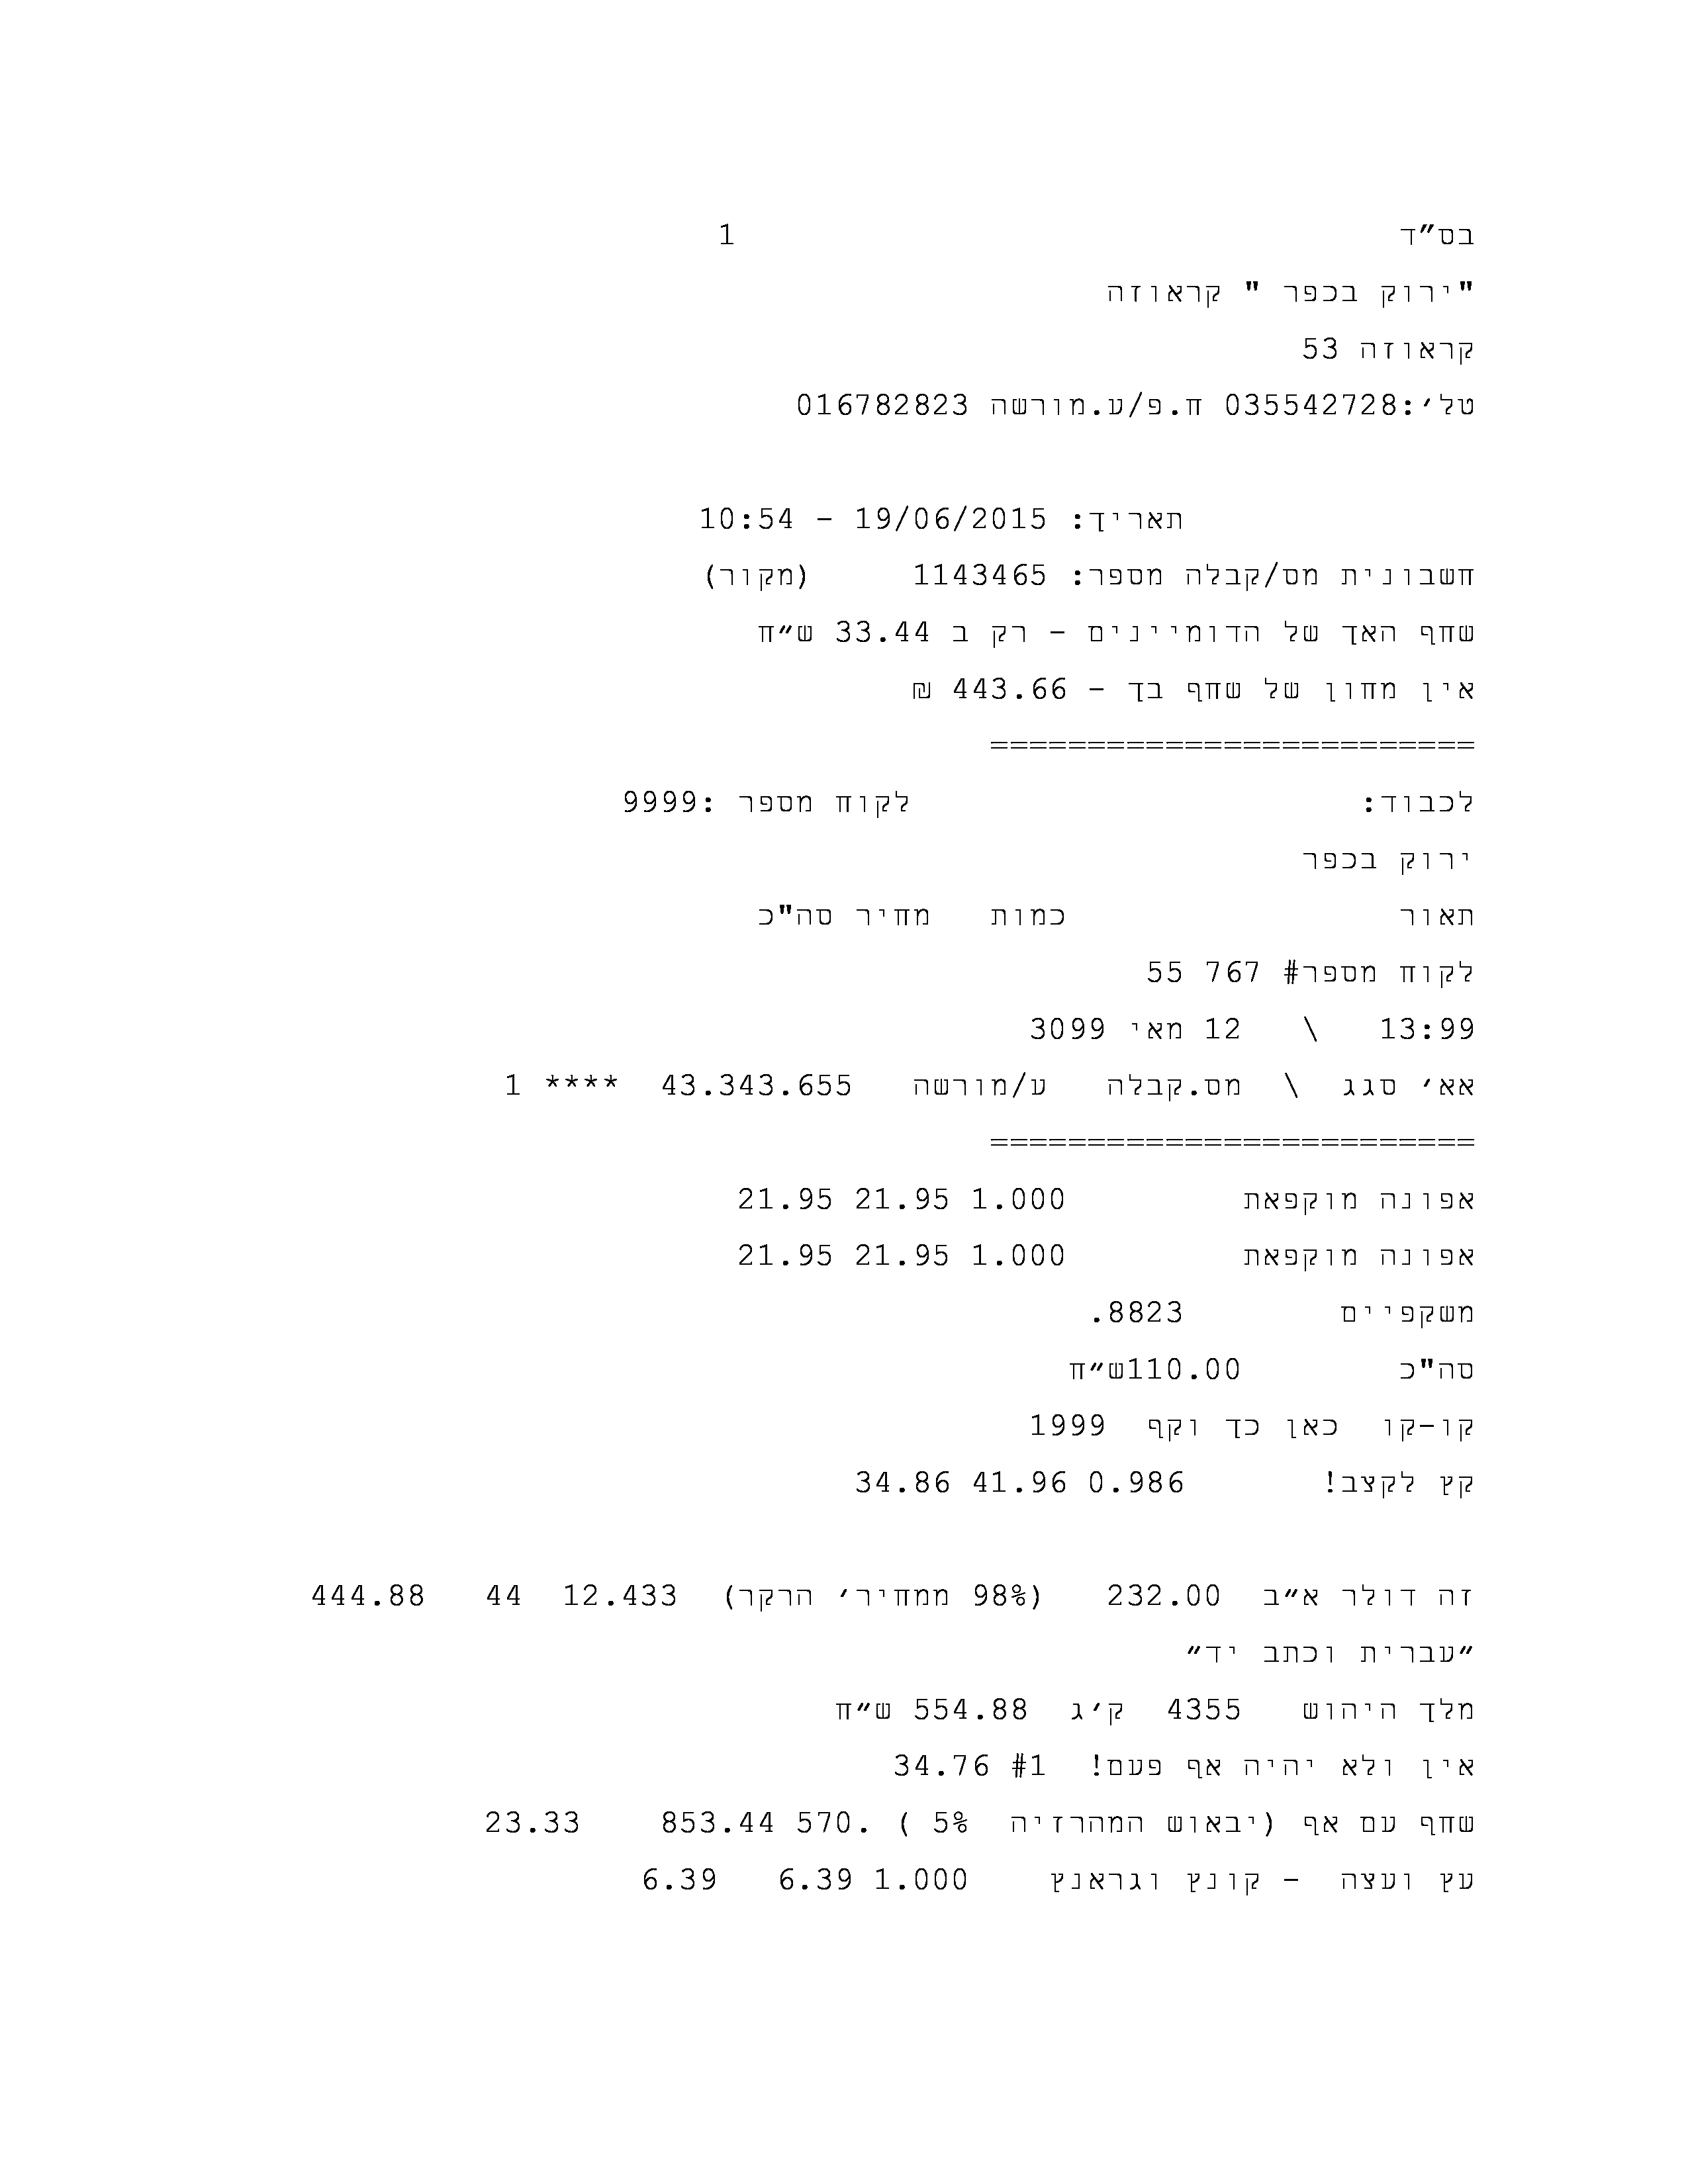 בס״ד 1
"ירוק בכפר " קראוזה
קראוזה 53
טל׳:035542728 ח.פ/ע.מורשה 016782823
תאריך: 19/06/2015 - 10:54
חשבונית מס/קבלה מספר: 1143465 (מקור)
שחף האך של הדומיינים - רק ב 33.44 ש״ח
אין מחון של שחף בך - 443.66 ₪
=========================
לכבוד: לקוח מספר :9999
ירוק בכפר
תאור כמות מחיר סה"כ
לקוח מספר# 767 55
13:99 \ 12 מאי 3099
אא׳ סגג \ מס.קבלה ע/מורשה 43.343.655 **** 1
=========================
אפונה מוקפאת 1.000 21.95 21.95
אפונה מוקפאת 1.000 21.95 21.95
משקפיים 8823.
סה"כ 110.00ש״ח
קו-קו כאן כך וקף 1999
קץ לקצב! 0.986 41.96 34.86
זה דולר א״ב 232.00 (98% ממחיר׳ הרקר) 12.433 44 444.88
״עברית וכתב יד״
מלך היהוש 4355 ק׳ג 554.88 ש״ח
אין ולא יהיה אף פעם! #1 34.76
שחף עם אף (יבאוש המהרזיה 5% ) .570 853.44 23.33
עץ ועצה - קונץ וגראנץ 1.000 6.39 6.39